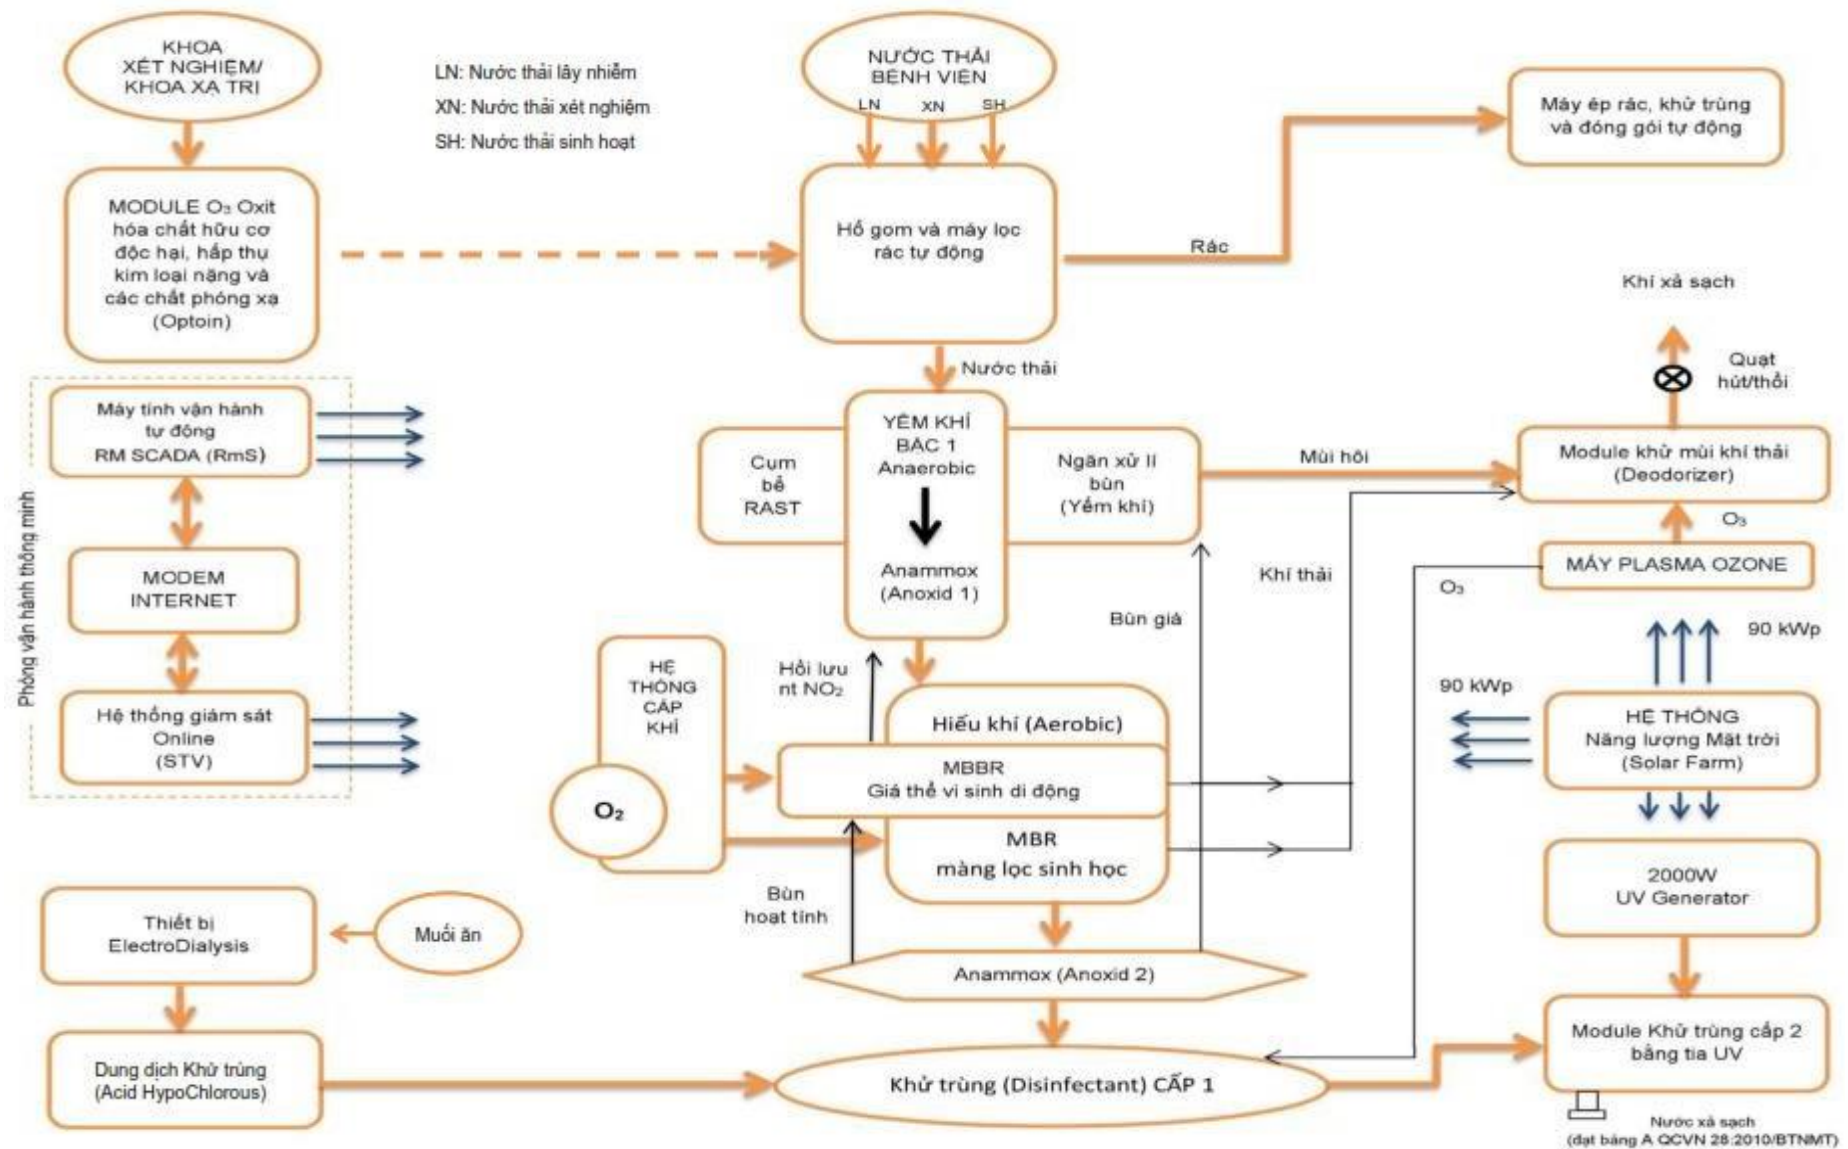 KHOA
XÉT NGHIỆM/
KHOA XẠ TRỊ
LN: Nước thải lây nhiễm
XN: Nước thải xét nghiệm
SH: Nước thải sinh hoạt
NƯỚC THẢI
BỆNH VIỆN
LN XN SH
Máy ép rác, khử trùng
và đóng gói tự động
MODULE O₃ Oxit
hóa chất hữu cơ
độc hại, hấp thụ
kim loại nặng và
các chất phóng xạ
(Optoin)
Hố gom và máy lọc
rác tự động
Rác
Khí xả sạch
Quạt
hút/thổi
Nước thải
Phòng vận hành thông minh
Máy tính vận hành
tự động
RM SCADA (RmS)
MODEM
INTERNET
Hệ thống giám sát
Online
(STV)
Cụm
bể
RAST
YẾM KHÍ
BẬC 1
Anaerobic
Anammox
(Anoxid 1)
Ngăn xử lí
bùn
(Yếm khí)
Mùi hôi
Module khử mùi khí thải
(Deodorizer)
O₃
MÁY PLASMA OZONE
O₃
Khí thải
Bùn già
90 kWp
90 kWp
HỆ THỐNG
Năng lượng Mặt trời
(Solar Farm)
HỆ
THỐNG
CẤP
KHÍ
O₂
Hồi lưu
nt NO₂
Hiếu khí (Aerobic)
MBBR
Giá thể vi sinh di động
MBR
màng lọc sinh học
Bùn
hoạt tính
2000W
UV Generator
Thiết bị
ElectroDialysis
Muối ăn
Anammox (Anoxid 2)
Dung dịch Khử trùng
(Acid HypoChlorous)
Khử trùng (Disinfectant) CẤP 1
Module Khử trùng cấp 2
bằng tia UV
Nước xả sạch
(đạt bảng A QCVN 28:2010/BTNMT)